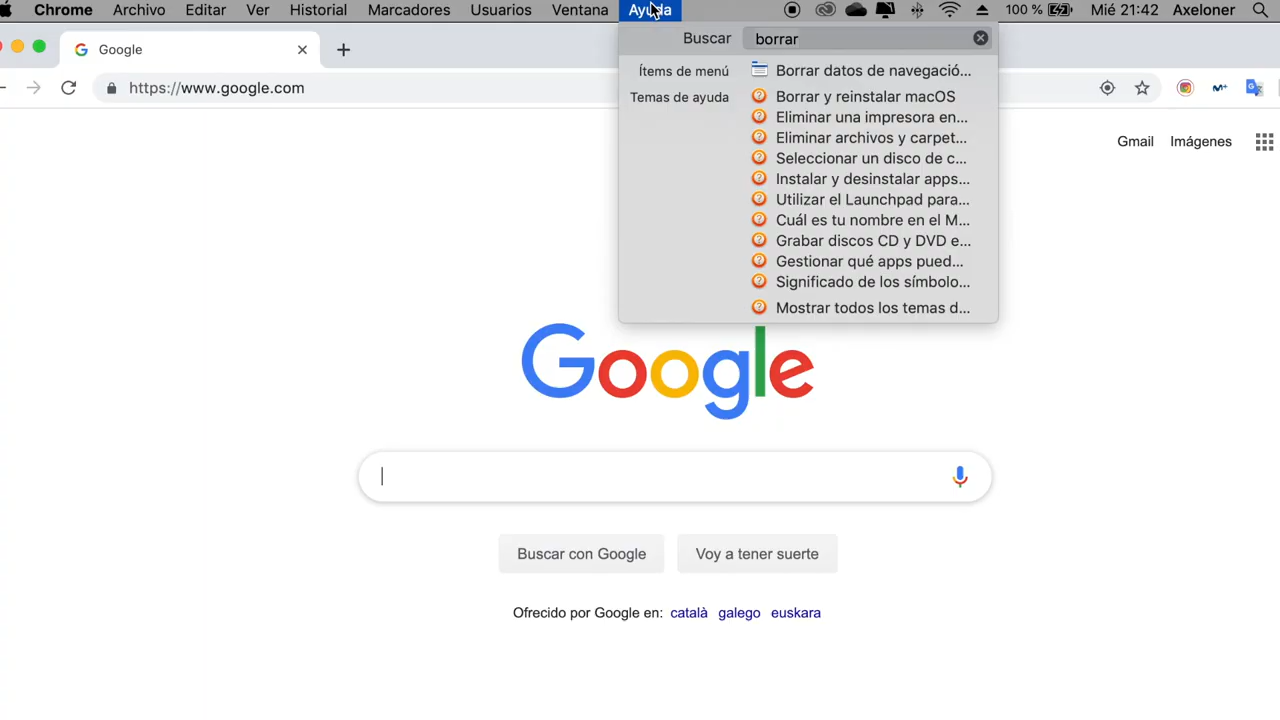 Chrome Archivo Editar Ver Historial Marcadores Usuarios Ventana Ayuda 100 % Mié 21:42 Axeloner
Google
Buscar borrar
Ítems de menú Borrar datos de navegació...
https://www.google.com
Temas de ayuda Borrar y reinstalar macOS
Eliminar una impresora en...
Eliminar archivos y carpet...
Gmail Imágenes
Seleccionar un disco de c...
Instalar y desinstalar apps...
Utilizar el Launchpad para...
Cuál es tu nombre en el M...
Grabar discos CD y DVD e...
Gestionar qué apps pued...
Significado de los símbolo...
Mostrar todos los temas d...
Google
Buscar con Google Voy a tener suerte
Ofrecido por Google en: català galego euskara